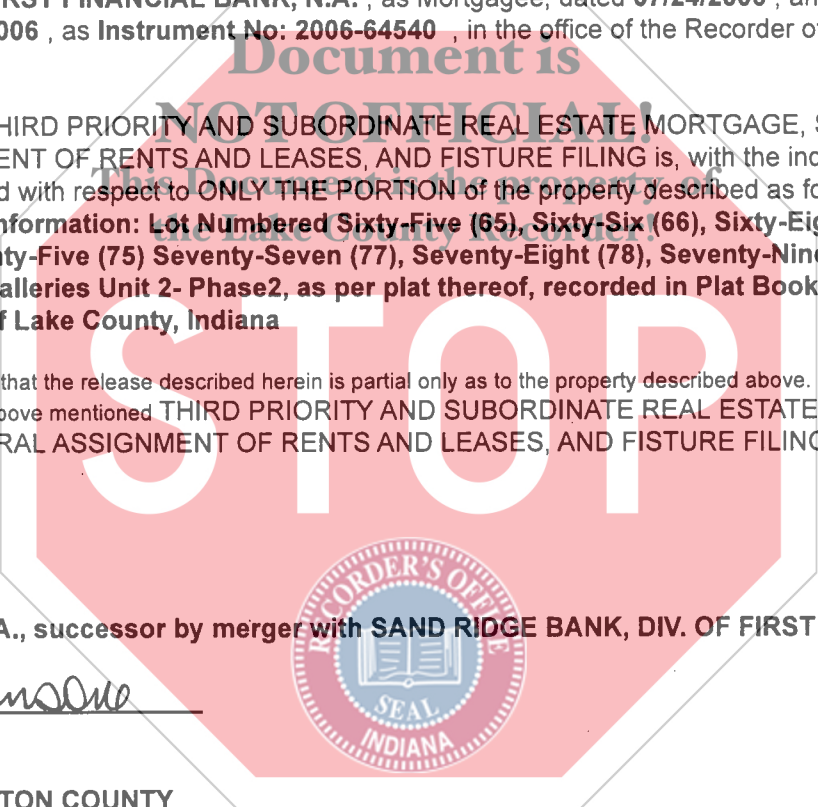 FIRST FINANCIAL BANK, N.A. , as Mortgagee, dated 07/24/2006 , an
006 , as Instrument No: 2006-64540 , in the office of the Recorder of
Document is
NOT OFFICIAL!
This Document is the property of
the Lake County Recorder!
HIRD PRIORITY AND SUBORDINATE REAL ESTATE MORTGAGE, S
ENT OF RENTS AND LEASES, AND FISTURE FILING is, with the ind
d with respect to ONLY THE PORTION of the property described as fo
nformation: Lot Numbered Sixty-Five (65), Sixty-Six (66), Sixty-Eig
ty-Five (75) Seventy-Seven (77), Seventy-Eight (78), Seventy-Nine
alleries Unit 2- Phase2, as per plat thereof, recorded in Plat Book
f Lake County, Indiana
STOP
that the release described herein is partial only as to the property described above.
bove mentioned THIRD PRIORITY AND SUBORDINATE REAL ESTATE
RAL ASSIGNMENT OF RENTS AND LEASES, AND FISTURE FILING
RECORDER'S OFFICE
SEAL
INDIANA
A., successor by merger with SAND RIDGE BANK, DIV. OF FIRST
TON COUNTY